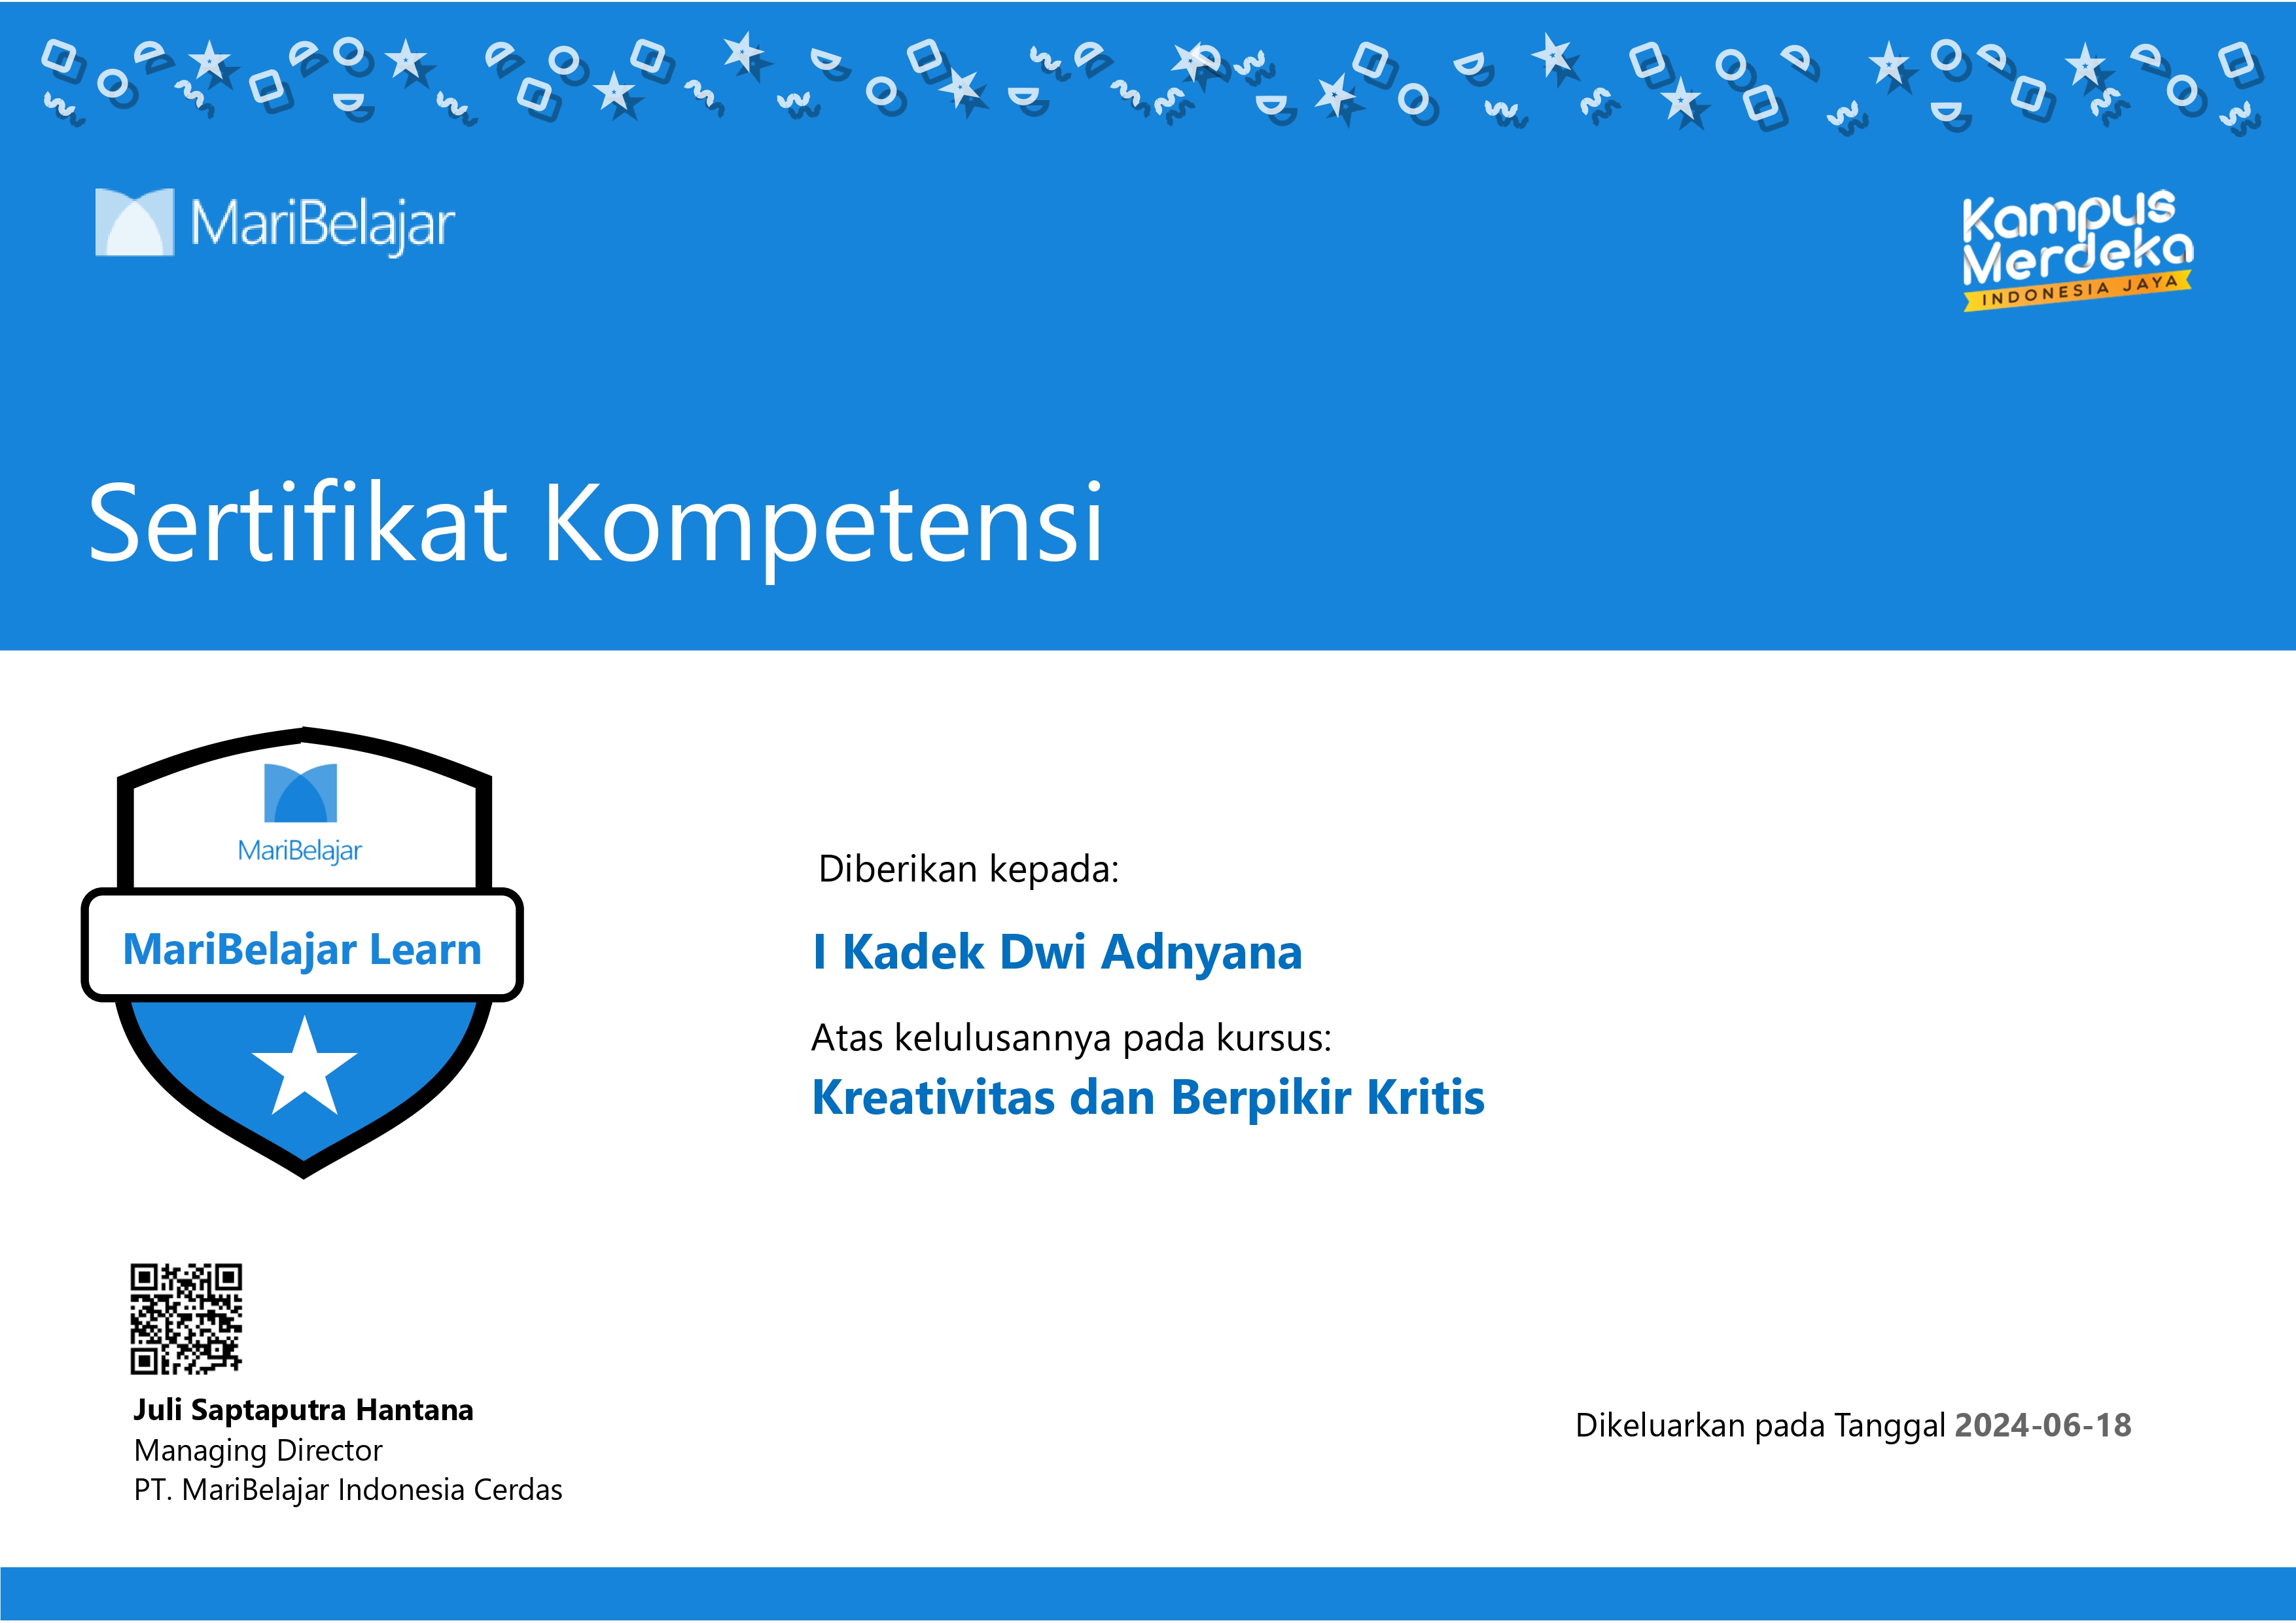 MariBelajar
Kampus
Merdeka
INDONESIA JAYA
Sertifikat Kompetensi
MariBelajar
MariBelajar Learn
Diberikan kepada:
I Kadek Dwi Adnyana
Atas kelulusannya pada kursus:
Kreativitas dan Berpikir Kritis
Juli Saptaputra Hantana
Managing Director
PT. MariBelajar Indonesia Cerdas
Dikeluarkan pada Tanggal 2024-06-18